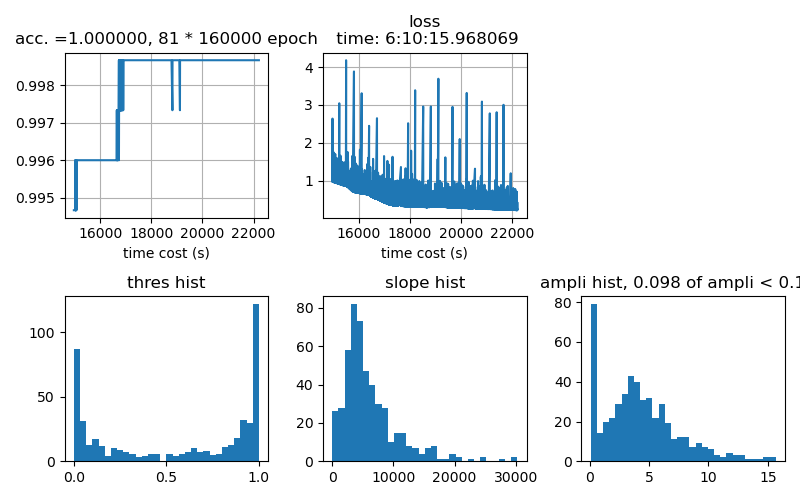 acc. =1.000000, 81 * 160000 epoch
0.998
0.997
0.996
0.995
16000 18000 20000 22000
time cost (s)
loss
time: 6:10:15.968069
4
3
2
1
16000 18000 20000 22000
time cost (s)
thres hist
100
50
0
0.0 0.5 1.0
slope hist
80
60
40
20
0
0 10000 20000 30000
ampli hist, 0.098 of ampli < 0.1
80
60
40
20
0
0 5 10 15